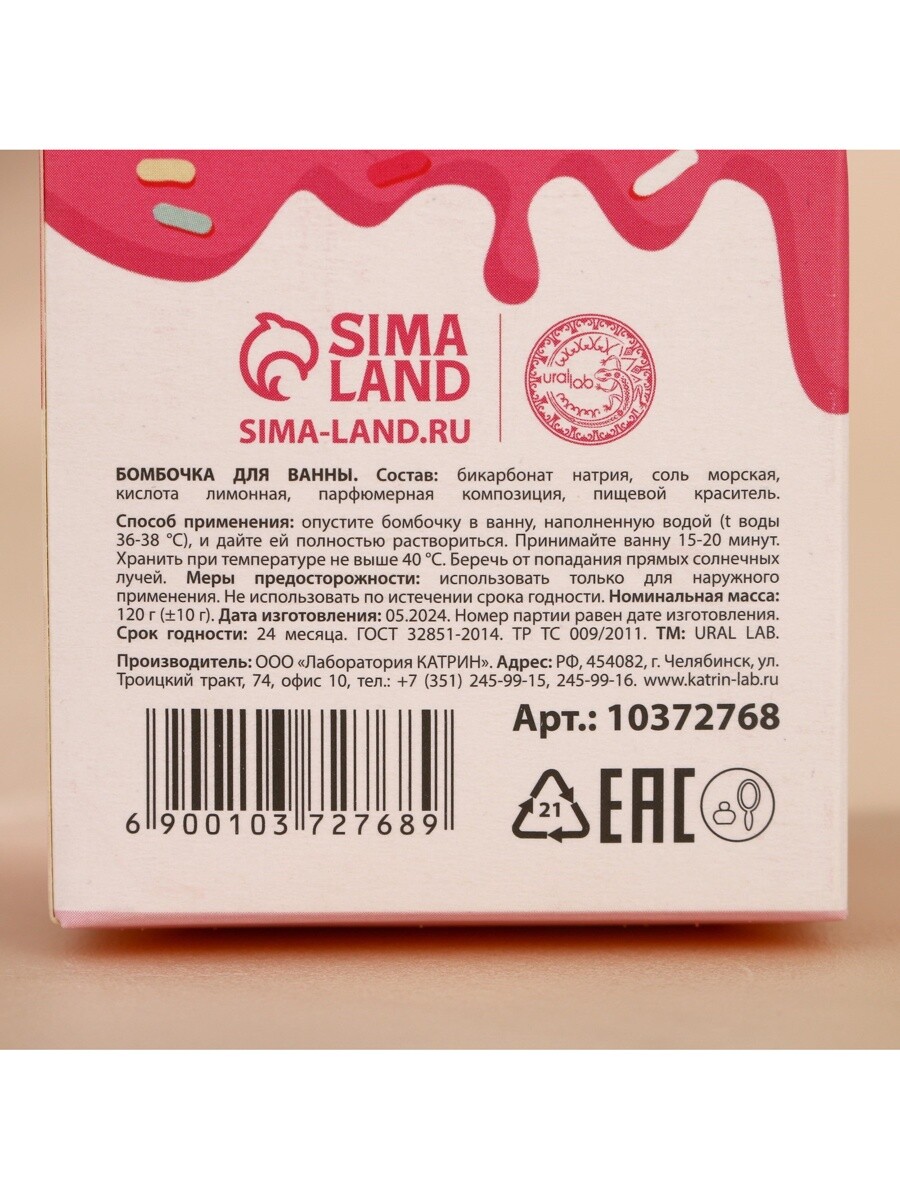 SIMA
LAND
SIMA-LAND.RU
ural lab
БОМБОЧКА ДЛЯ ВАННЫ. Состав: бикарбонат натрия, соль морская,
кислота лимонная, парфюмерная композиция, пищевой краситель.
Способ применения: опустите бомбочку в ванну, наполненную водой (t воды
36-38 °С), и дайте ей полностью раствориться. Принимайте ванну 15-20 минут.
Хранить при температуре не выше 40 °С. Беречь от попадания прямых солнечных
лучей. Меры предосторожности: использовать только для наружного
применения. Не использовать по истечении срока годности. Номинальная масса:
120 г (±10 г). Дата изготовления: 05.2024. Номер партии равен дате изготовления.
Срок годности: 24 месяца. ГОСТ 32851-2014. ТР ТС 009/2011. ТМ: URAL LAB.
Производитель: ООО «Лаборатория КАТРИН». Адрес: РФ, 454082, г. Челябинск, ул.
Троицкий тракт, 74, офис 10, тел.: +7 (351) 245-99-15, 245-99-16. www.katrin-lab.ru
Арт.: 10372768
6 900103 727689
21
EAC